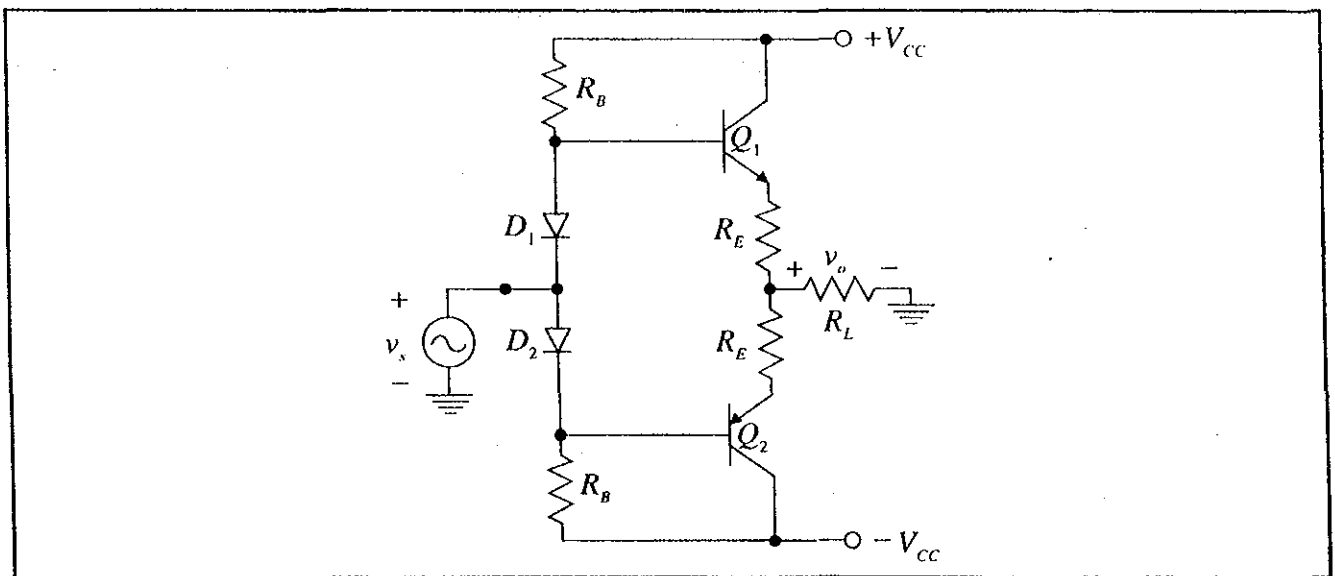 +V_CC
R_B
Q_1
D_1
R_E
+ v_o −
+
v_s
−
D_2
R_E
R_L
Q_2
R_B
− V_CC